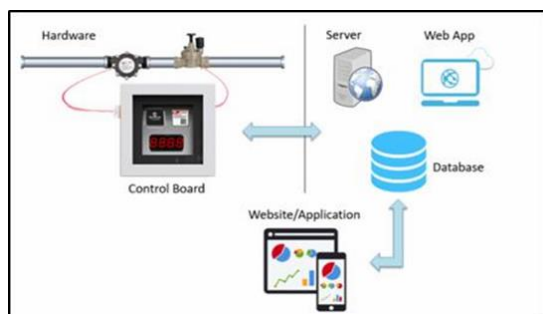 Hardware
Server
Web App
Control Board
Database
Website/Application